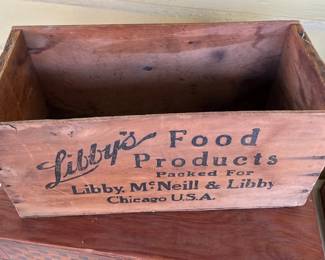 Libby's Food
Products
Packed For
Libby, McNeill & Libby
Chicago U.S.A.